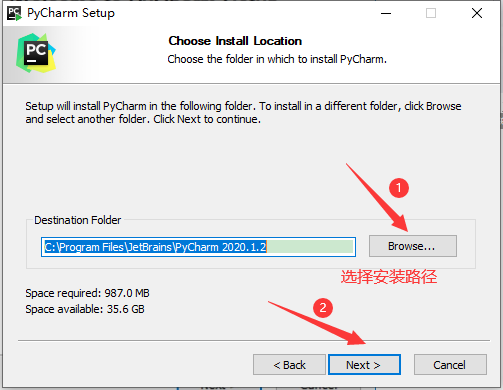 PyCharm Setup
PC
Choose Install Location
Choose the folder in which to install PyCharm.
Setup will install PyCharm in the following folder. To install in a different folder, click Browse
and select another folder. Click Next to continue.
1
Destination Folder
C:\Program Files\JetBrains\PyCharm 2020.1.2
Browse...
选择安装路径
Space required: 987.0 MB
Space available: 35.6 GB
2
< Back
Next >
Cancel